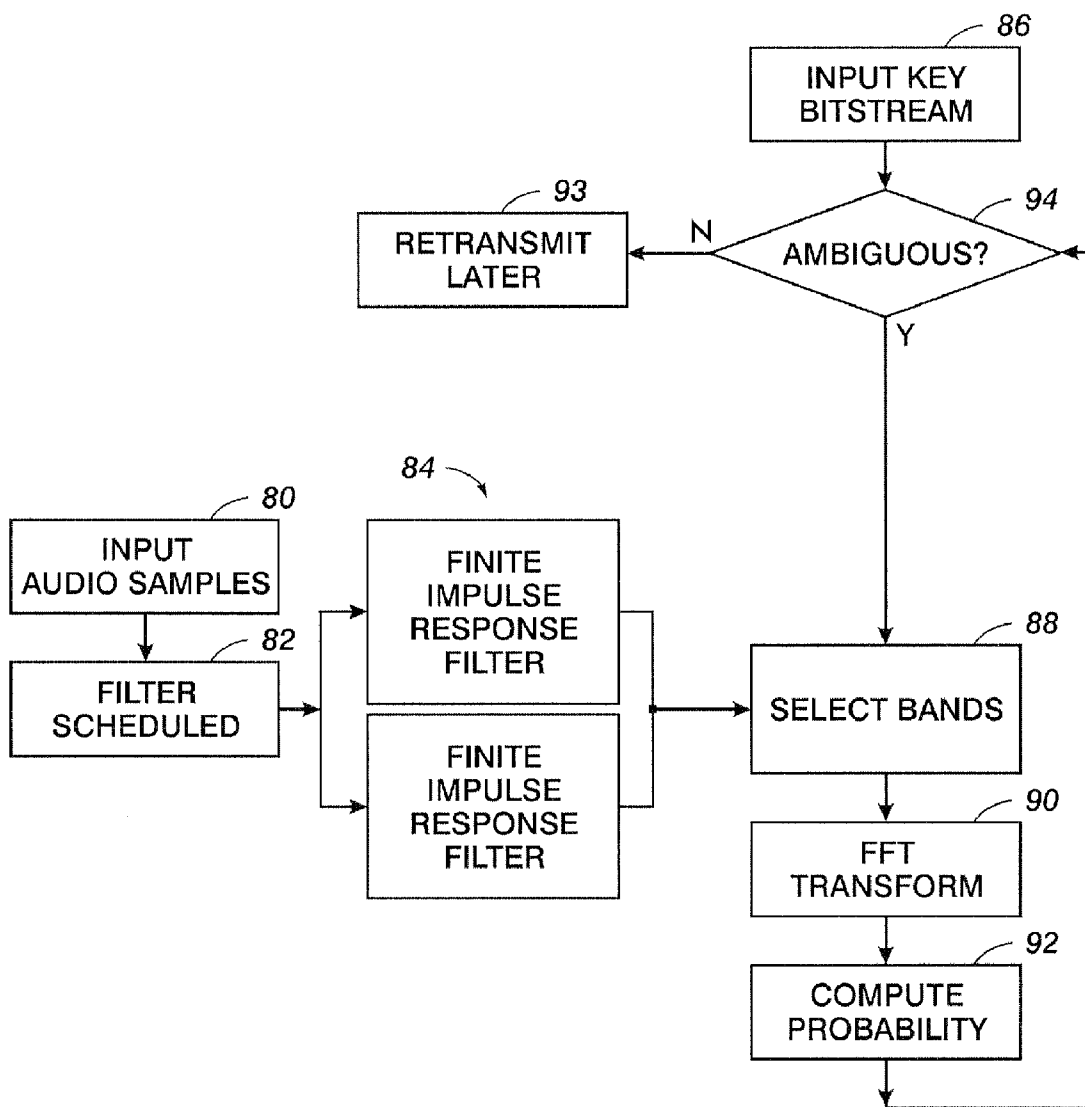 86
INPUT KEY
BITSTREAM
93
RETRANSMIT
LATER
N
94
AMBIGUOUS?
Y
84
80
INPUT
AUDIO SAMPLES
82
FILTER
SCHEDULED
FINITE
IMPULSE
RESPONSE
FILTER
FINITE
IMPULSE
RESPONSE
FILTER
88
SELECT BANDS
90
FFT
TRANSFORM
92
COMPUTE
PROBABILITY